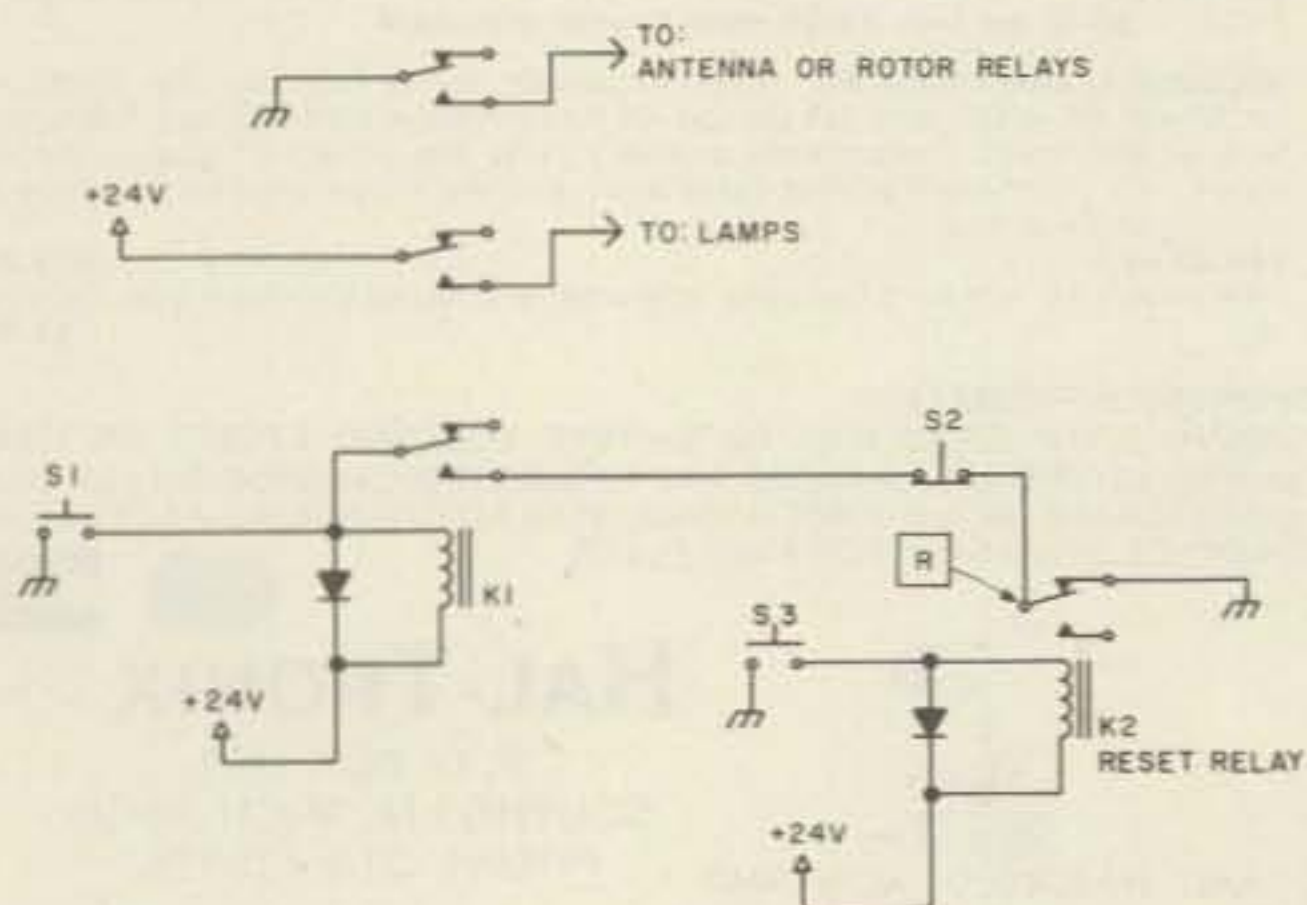 TO:
ANTENNA OR ROTOR RELAYS
+24V
TO: LAMPS
S2
S1
R
K1
S3
+24V
K2
RESET RELAY
+24V